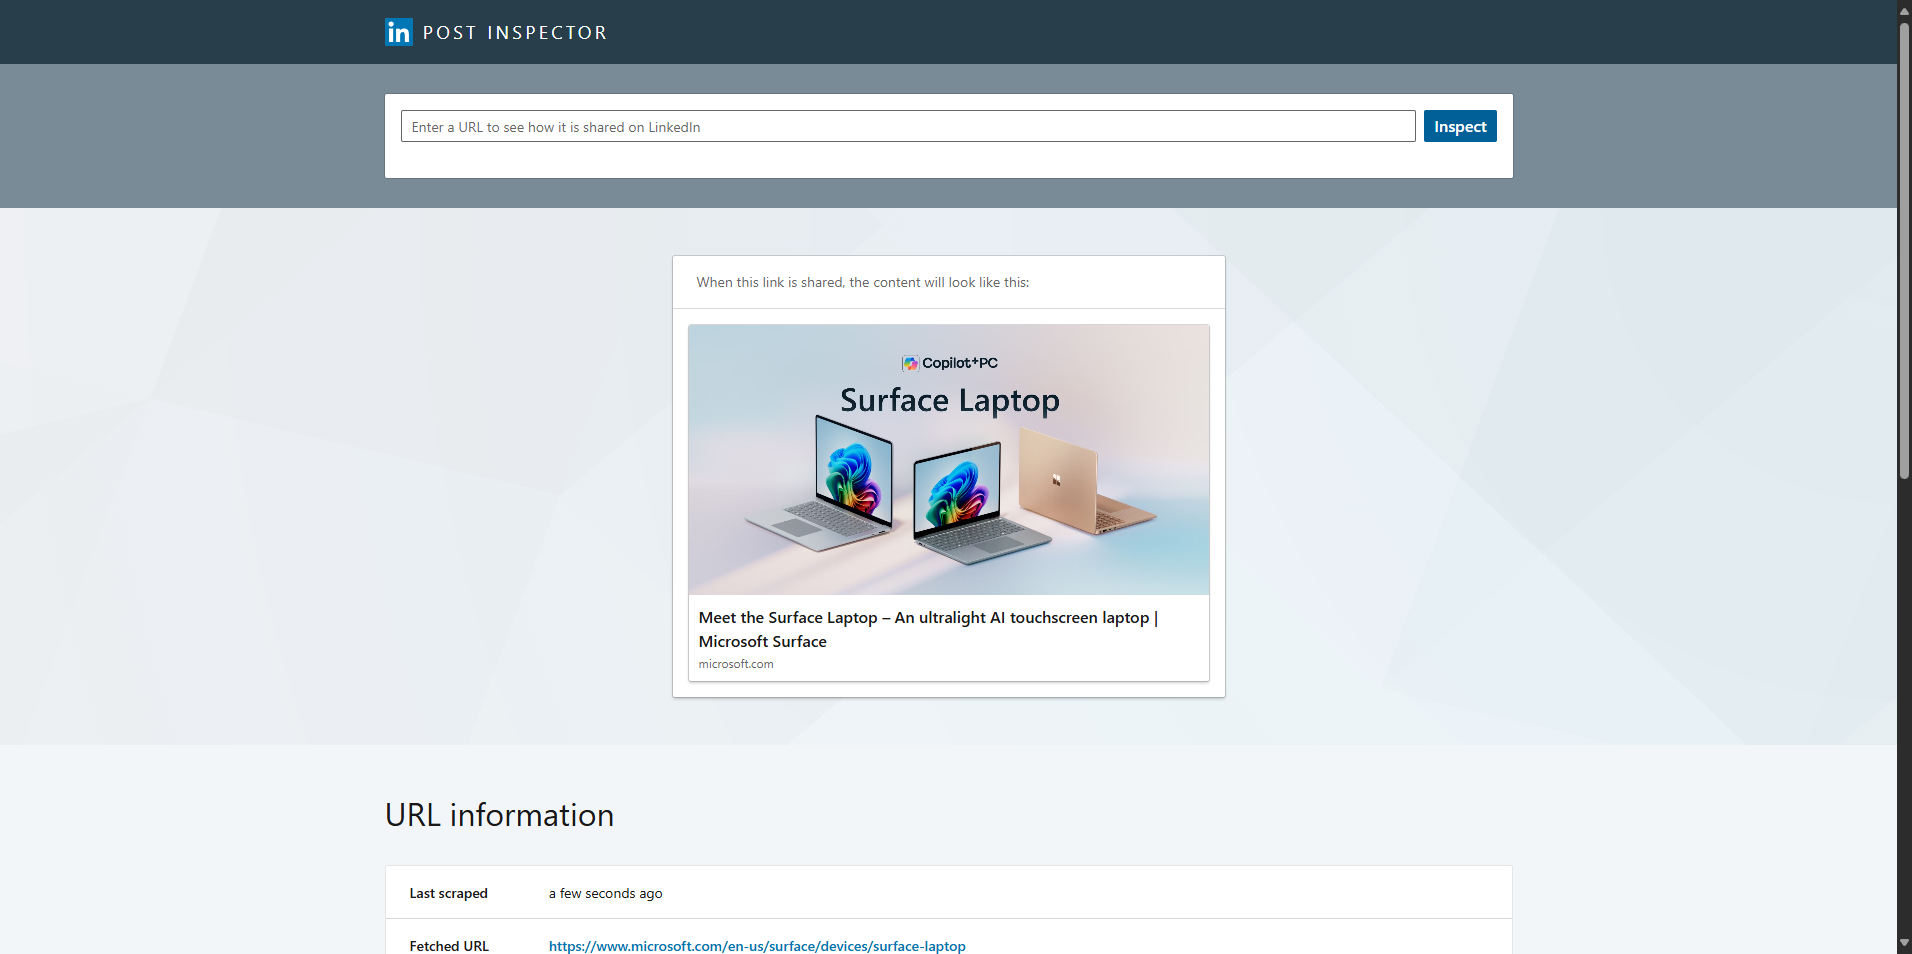 in POST INSPECTOR
Enter a URL to see how it is shared on LinkedIn
Inspect
When this link is shared, the content will look like this:
Copilot+PC
Surface Laptop
Meet the Surface Laptop – An ultralight AI touchscreen laptop |
Microsoft Surface
microsoft.com
URL information
Last scraped a few seconds ago
Fetched URL https://www.microsoft.com/en-us/surface/devices/surface-laptop